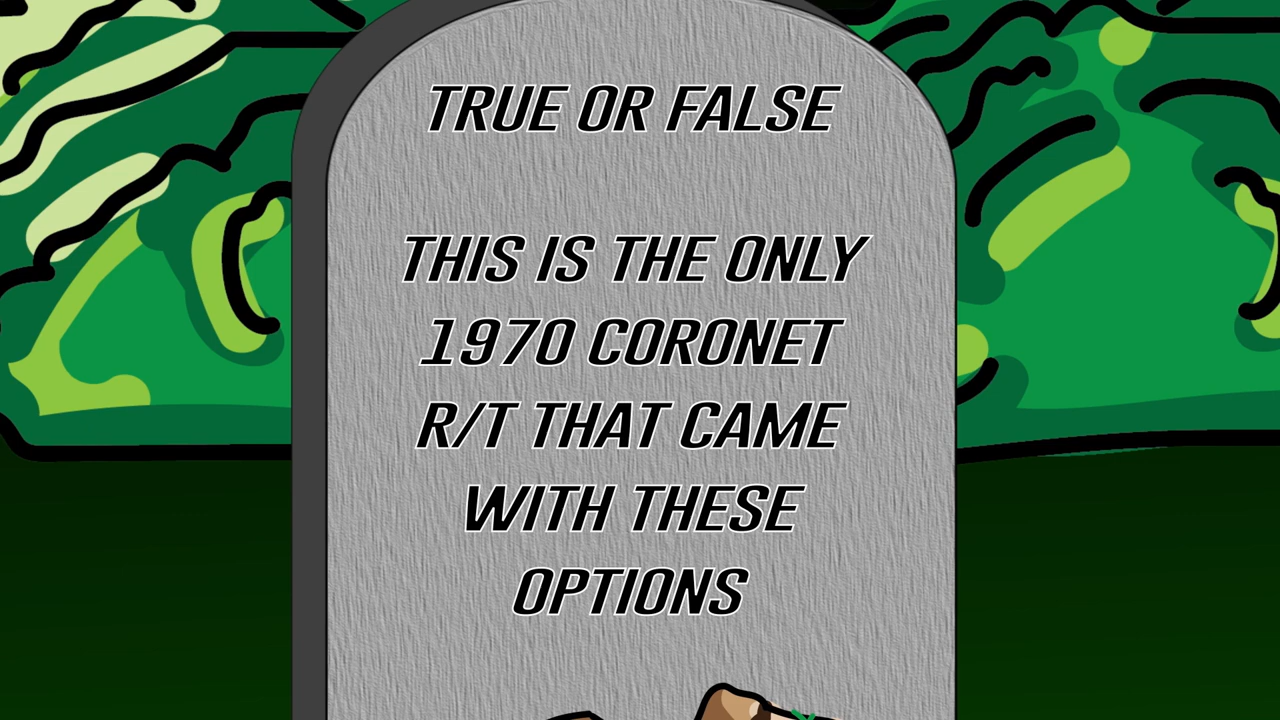 TRUE OR FALSE
THIS IS THE ONLY
1970 CORONET
R/T THAT CAME
WITH THESE
OPTIONS